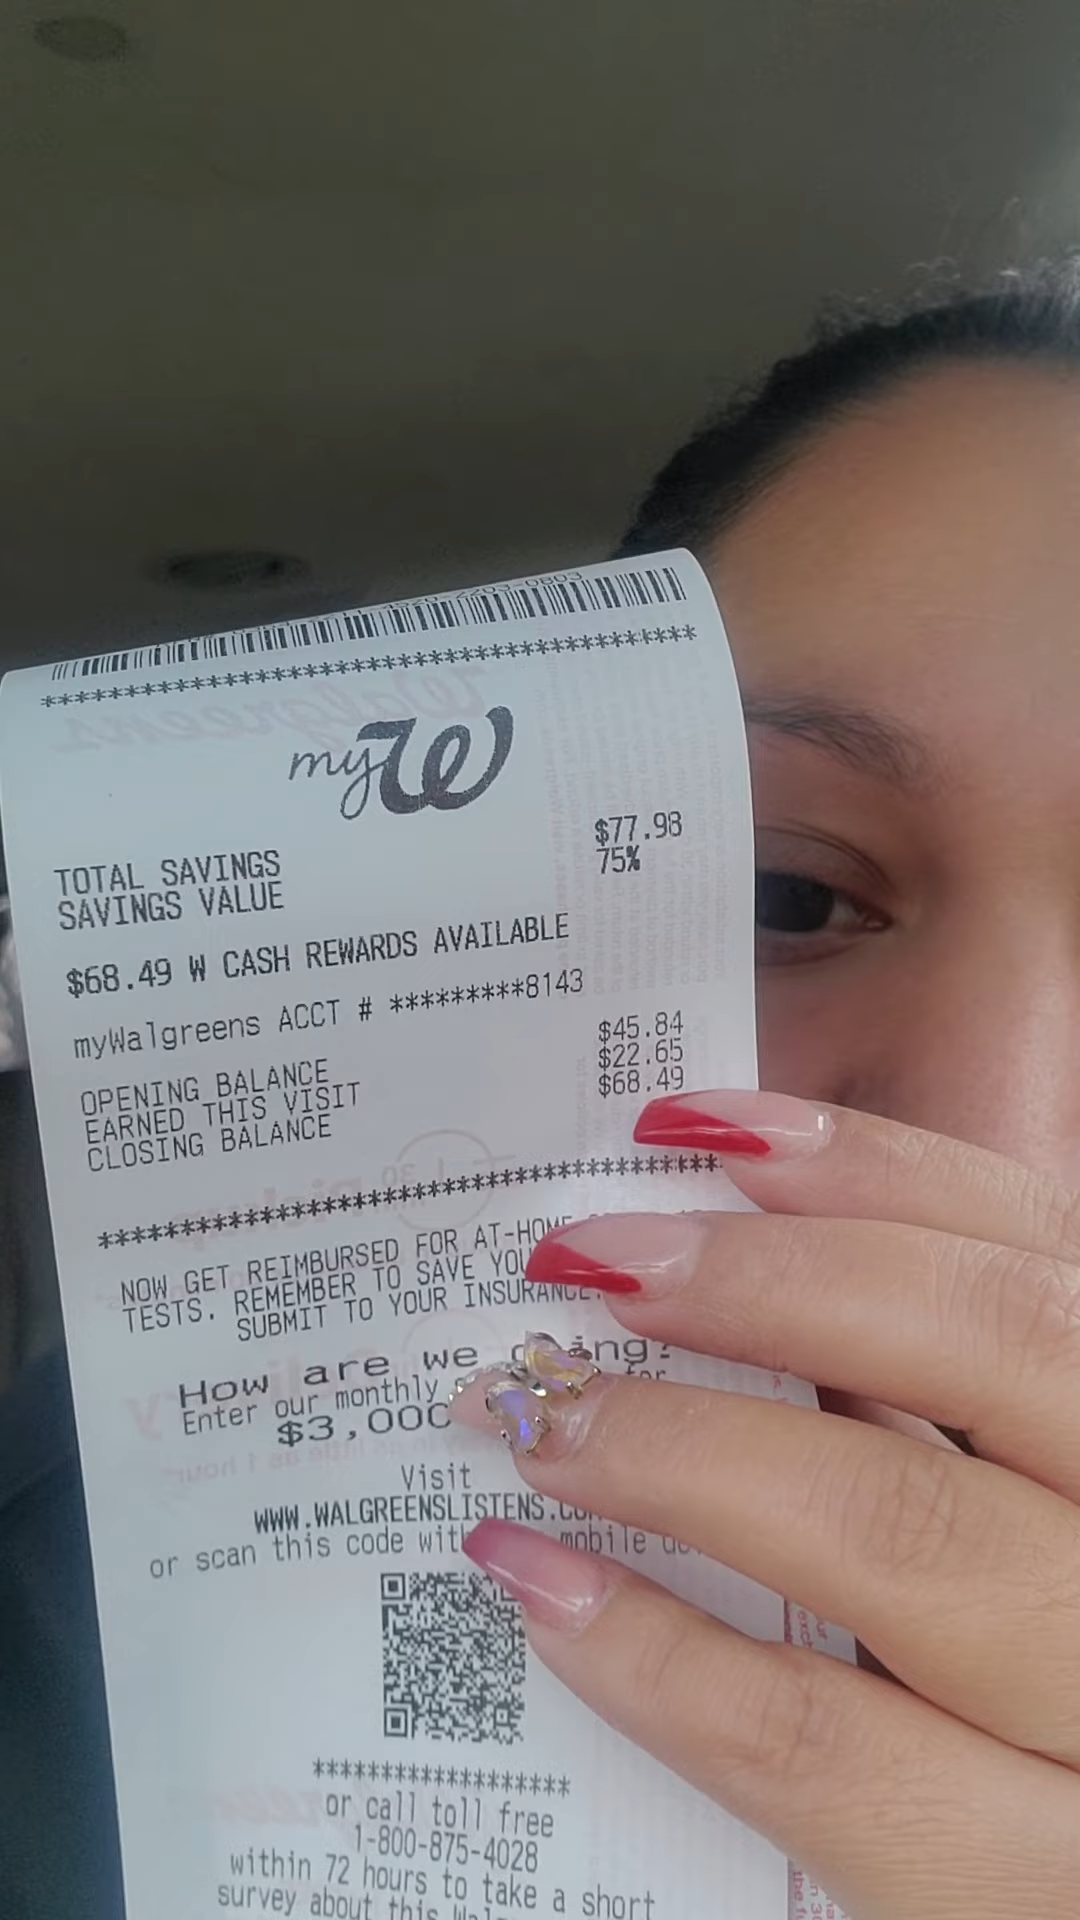 4520-2203-0803
****************************************
myW
TOTAL SAVINGS $77.98
SAVINGS VALUE 75%
$68.49 W CASH REWARDS AVAILABLE
myWalgreens ACCT # *********8143
OPENING BALANCE $45.84
EARNED THIS VISIT $22.65
CLOSING BALANCE $68.49
****************************************
NOW GET REIMBURSED FOR AT-HOME
TESTS. REMEMBER TO SAVE
SUBMIT TO YOUR INSURANCE.
How are we
Enter our monthly for
$3,000
Visit
WWW.WALGREENSLISTENS.
or scan this code with mobile
*******************
or call toll free
1-800-875-4028
within 72 hours to take a short
survey about this